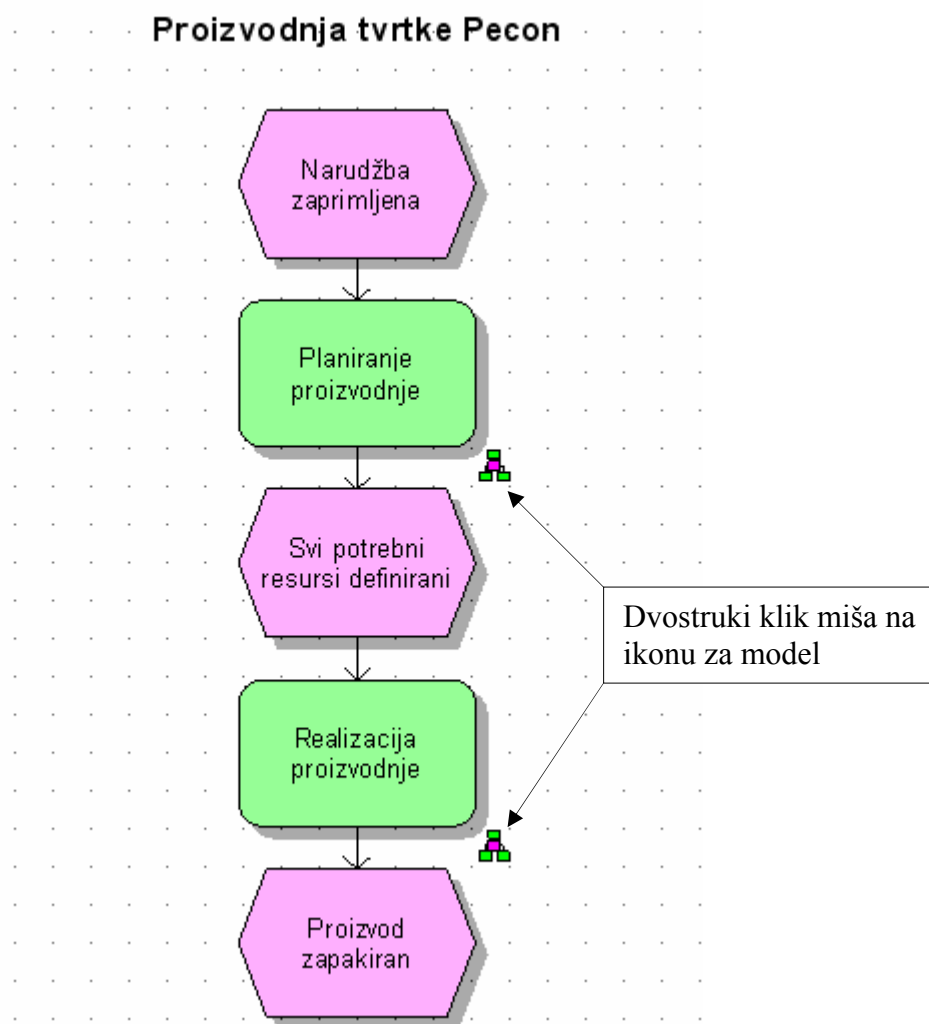 Proizvodnja tvrtke Pecon
Narudžba
zaprimljena
Planiranje
proizvodnje
Svi potrebni
resursi definirani
Dvostruki klik miša na
ikonu za model
Realizacija
proizvodnje
Proizvod
zapakiran